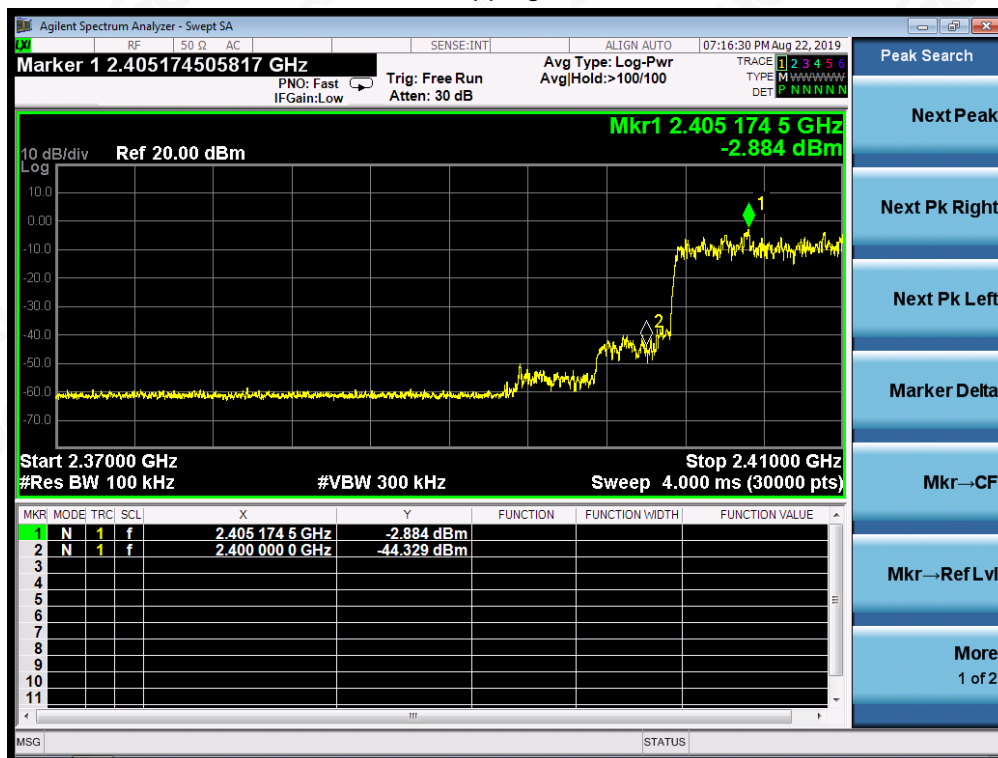 Agilent Spectrum Analyzer - Swept SA
LXI RF 50 Ω AC SENSE:INT ALIGN AUTO 07:16:30 PM Aug 22, 2019
Marker 1 2.405174505817 GHz
PNO: Fast
IFGain:Low
Trig: Free Run
Atten: 30 dB
Avg Type: Log-Pwr
Avg|Hold:>100/100
TRACE 1 2 3 4 5 6
TYPE M WWWWW
DET P N N N N N
Mkr1 2.405 174 5 GHz
-2.884 dBm
10 dB/div Ref 20.00 dBm
Log
10.0
0.00
-10.0
-20.0
-30.0
-40.0
-50.0
-60.0
-70.0
1
2
Start 2.37000 GHz Stop 2.41000 GHz
#Res BW 100 kHz #VBW 300 kHz Sweep 4.000 ms (30000 pts)
MKR MODE TRC SCL X Y FUNCTION FUNCTION WIDTH FUNCTION VALUE
1 N 1 f 2.405 174 5 GHz -2.884 dBm
2 N 1 f 2.400 000 0 GHz -44.329 dBm
3
4
5
6
7
8
9
10
11
MSG STATUS
Peak Search
Next Peak
Next Pk Right
Next Pk Left
Marker Delta
Mkr→CF
Mkr→Ref Lvl
More
1 of 2